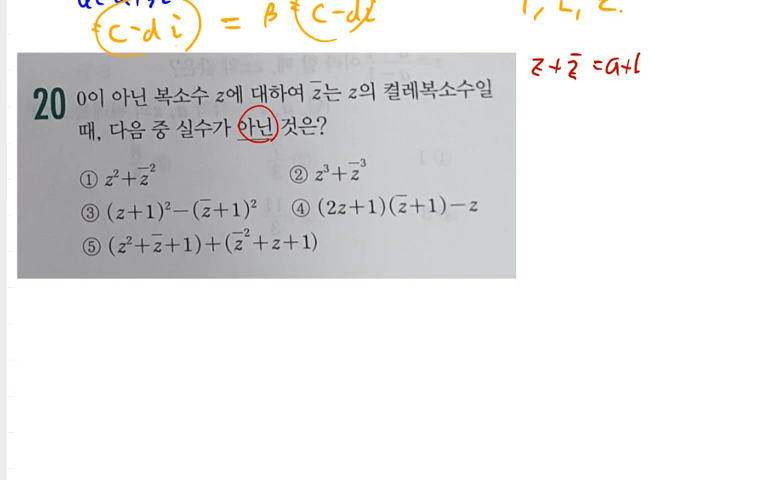 (c-di) = β (c-di
z + z̄ = a+
20 0이 아닌 복소수 z에 대하여 z̄는 z의 켤레복소수일
때, 다음 중 실수가 아닌 것은?
① z²+z̄² ② z³+z̄³
③ (z+1)²−(z̄+1)² ④ (2z+1)(z̄+1)−z
⑤ (z²+z̄+1)+(z̄²+z+1)